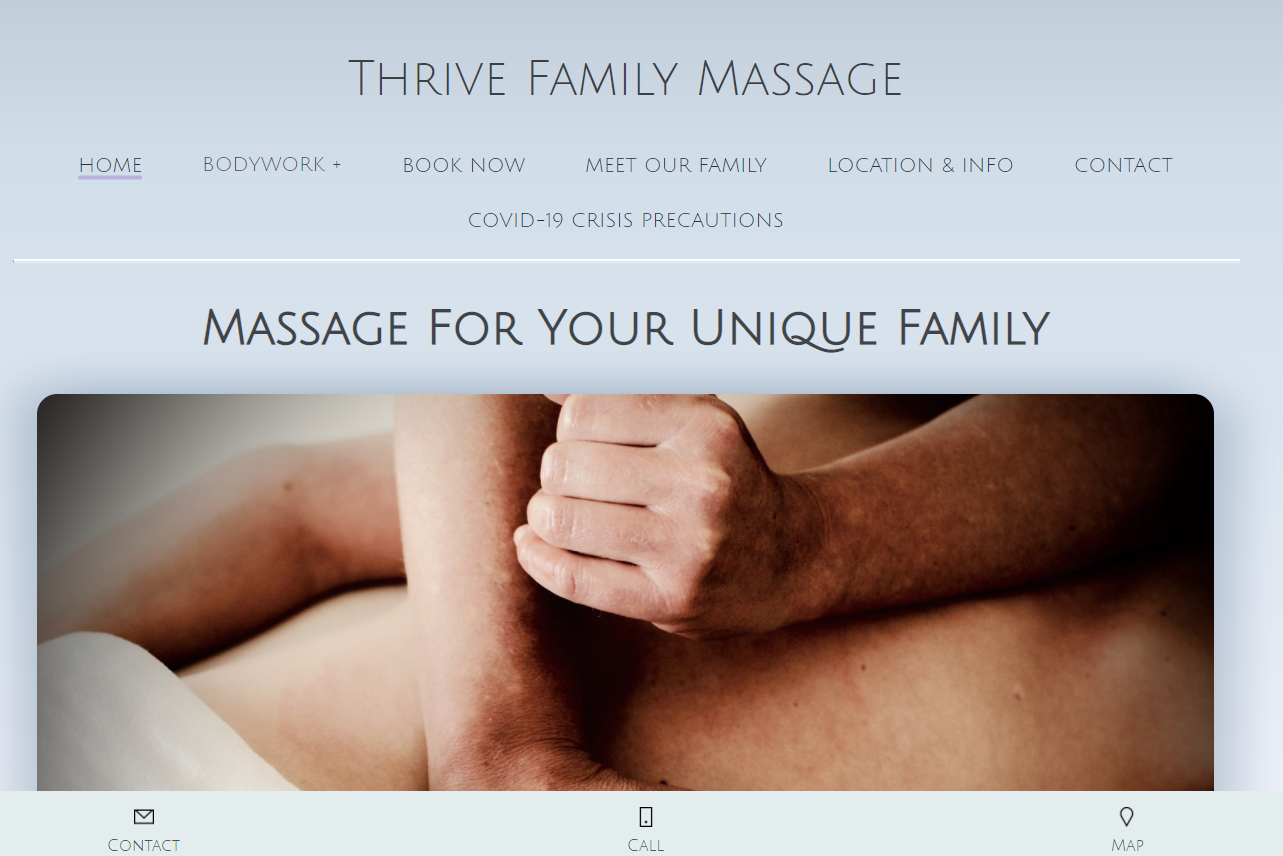 Thrive Family Massage
HOME BODYWORK + BOOK NOW MEET OUR FAMILY LOCATION & INFO CONTACT
COVID-19 CRISIS PRECAUTIONS
Massage For Your Unique Family
Contact Call Map